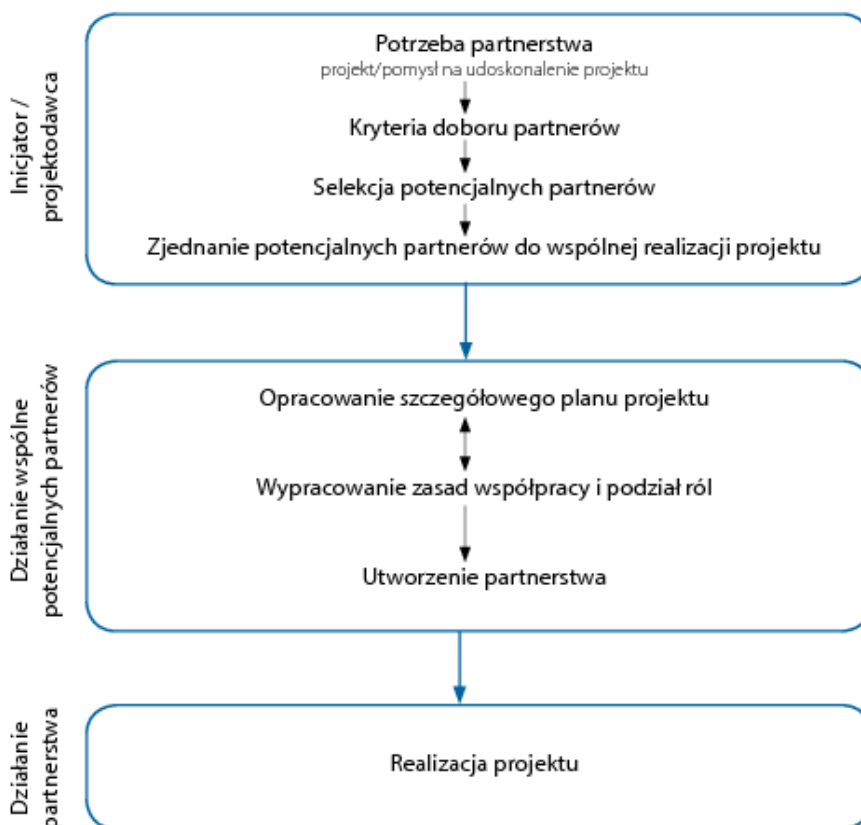 Inicjator /
projektodawca
Potrzeba partnerstwa
projekt/pomysł na udoskonalenie projektu
Kryteria doboru partnerów
Selekcja potencjalnych partnerów
Zjednanie potencjalnych partnerów do wspólnej realizacji projektu
Działanie wspólne
potencjalnych partnerów
Opracowanie szczegółowego planu projektu
Wypracowanie zasad współpracy i podział ról
Utworzenie partnerstwa
Działanie
partnerstwa
Realizacja projektu